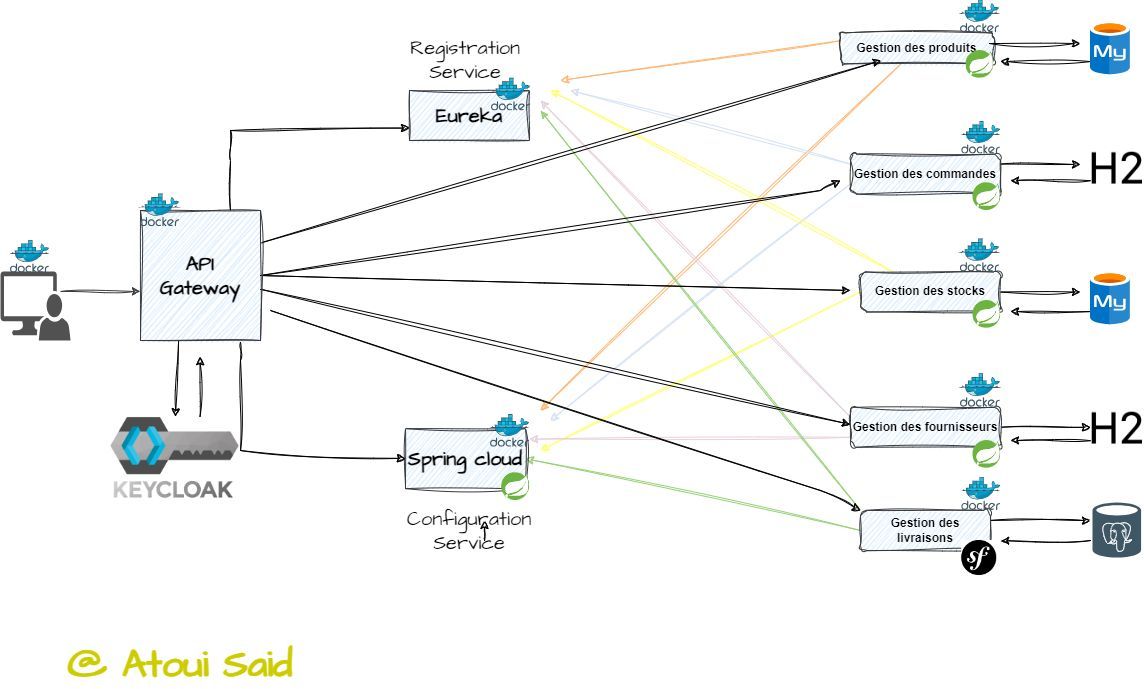 docker
Gestion des produits
My
Registration
Service
docker
Eureka
docker
Gestion des commandes
H2
docker
API
Gateway
docker
docker
Gestion des stocks
My
docker
Gestion des fournisseurs
H2
docker
Spring cloud
KEYCLOAK
Configuration
Service
docker
Gestion des
livraisons
sf
@ Atoui Said